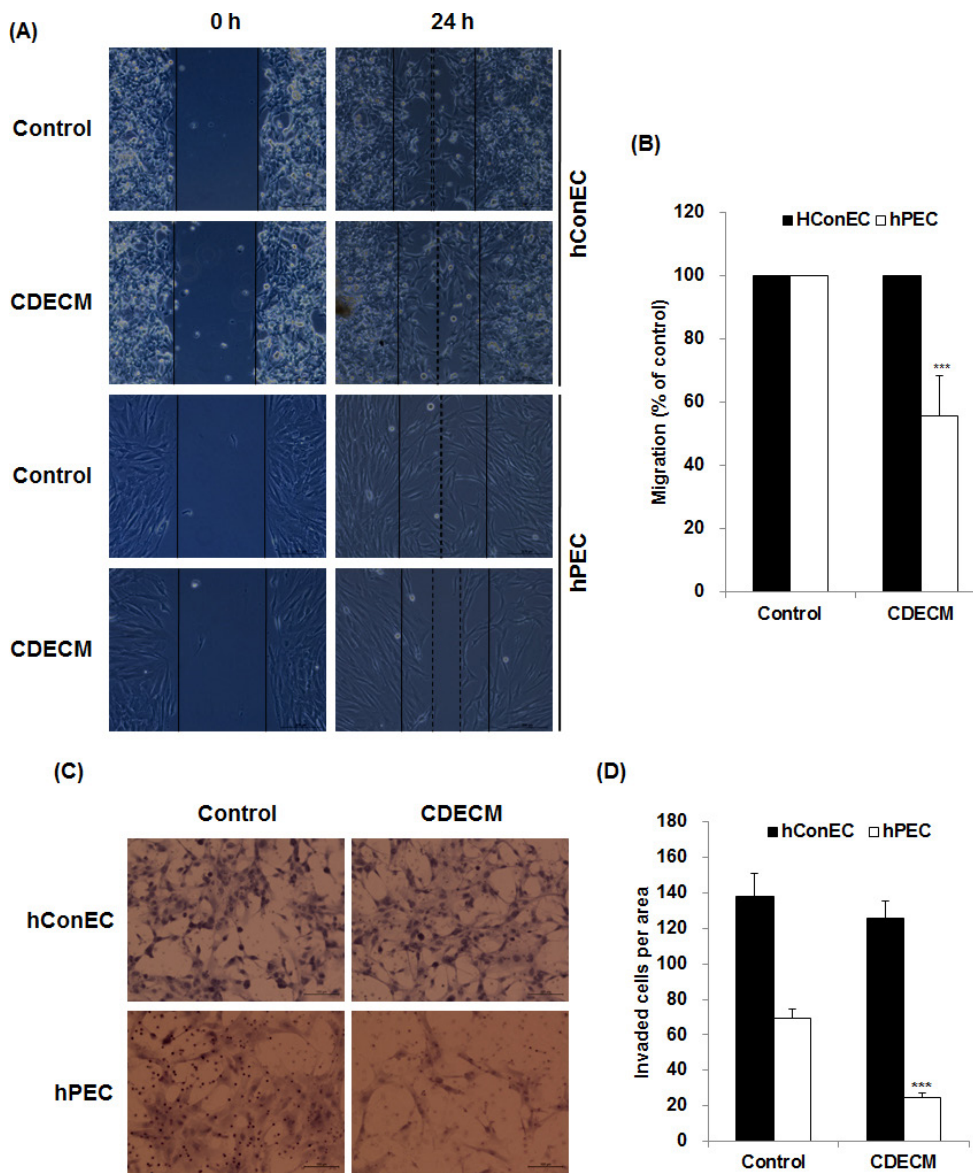 (A)
0 h
24 h
Control
CDECM
hConEC
Control
CDECM
hPEC
(B)
Migration (% of control)
120
100
80
60
40
20
0
HConEC
hPEC
***
Control
CDECM
(C)
Control
CDECM
hConEC
hPEC
(D)
Invaded cells per area
180
160
140
120
100
80
60
40
20
0
hConEC
hPEC
***
Control
CDECM